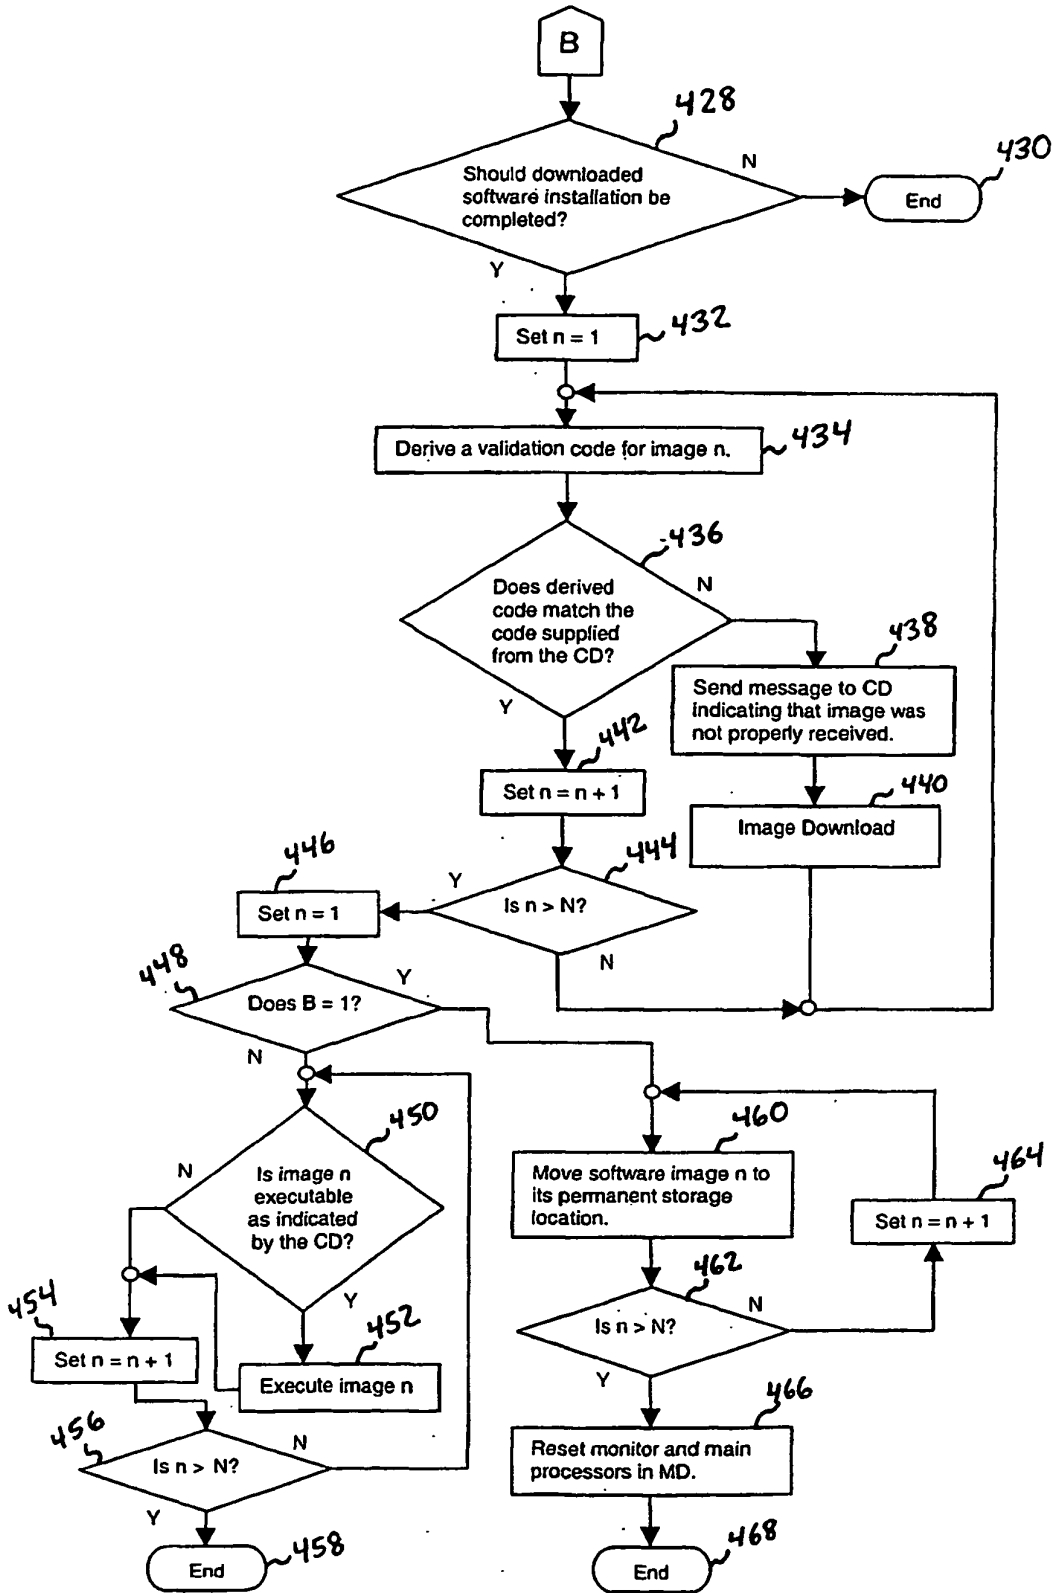 B
428
Should downloaded
software installation be
completed?
N
430
End
Y
Set n = 1
432
Derive a validation code for image n.
434
436
Does derived
code match the
code supplied
from the CD?
N
438
Send message to CD
indicating that image was
not properly received.
Y
442
Set n = n + 1
440
Image Download
446
Set n = 1
Y
444
Is n > N?
N
448
Does B = 1?
Y
N
450
Is image n
executable
as indicated
by the CD?
N
Y
460
Move software image n to
its permanent storage
location.
464
Set n = n + 1
462
Is n > N?
N
Y
454
Set n = n + 1
452
Execute image n
456
Is n > N?
N
Y
466
Reset monitor and main
processors in MD.
End
458
End
468